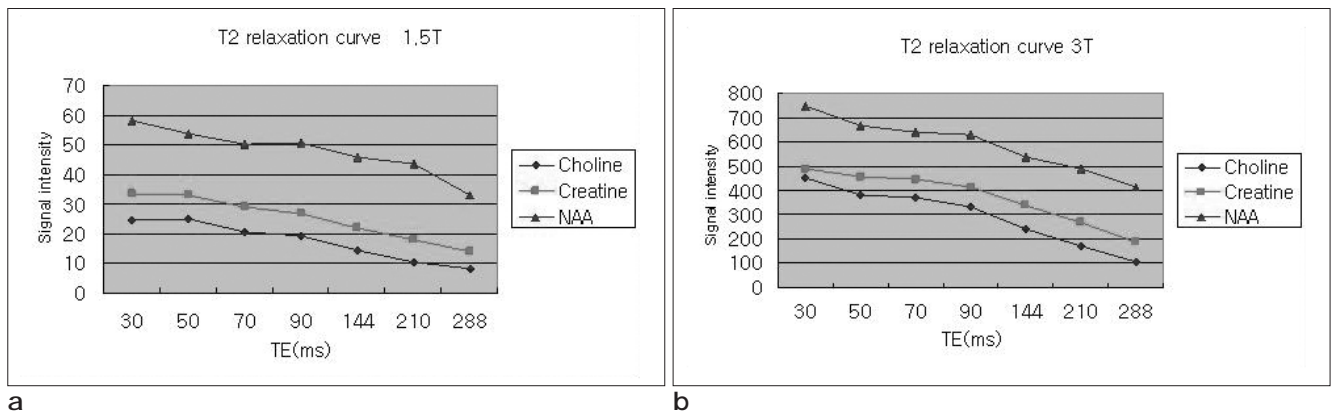 T2 relaxation curve 1,5T
70
60
50
40
30
20
10
0
Signal intensity
30 50 70 90 144 210 288
TE(ms)
Choline
Creatine
NAA
a
T2 relaxation curve 3T
800
700
600
500
400
300
200
100
0
Signal intensity
30 50 70 90 144 210 288
TE(ms)
Choline
Creatine
NAA
b